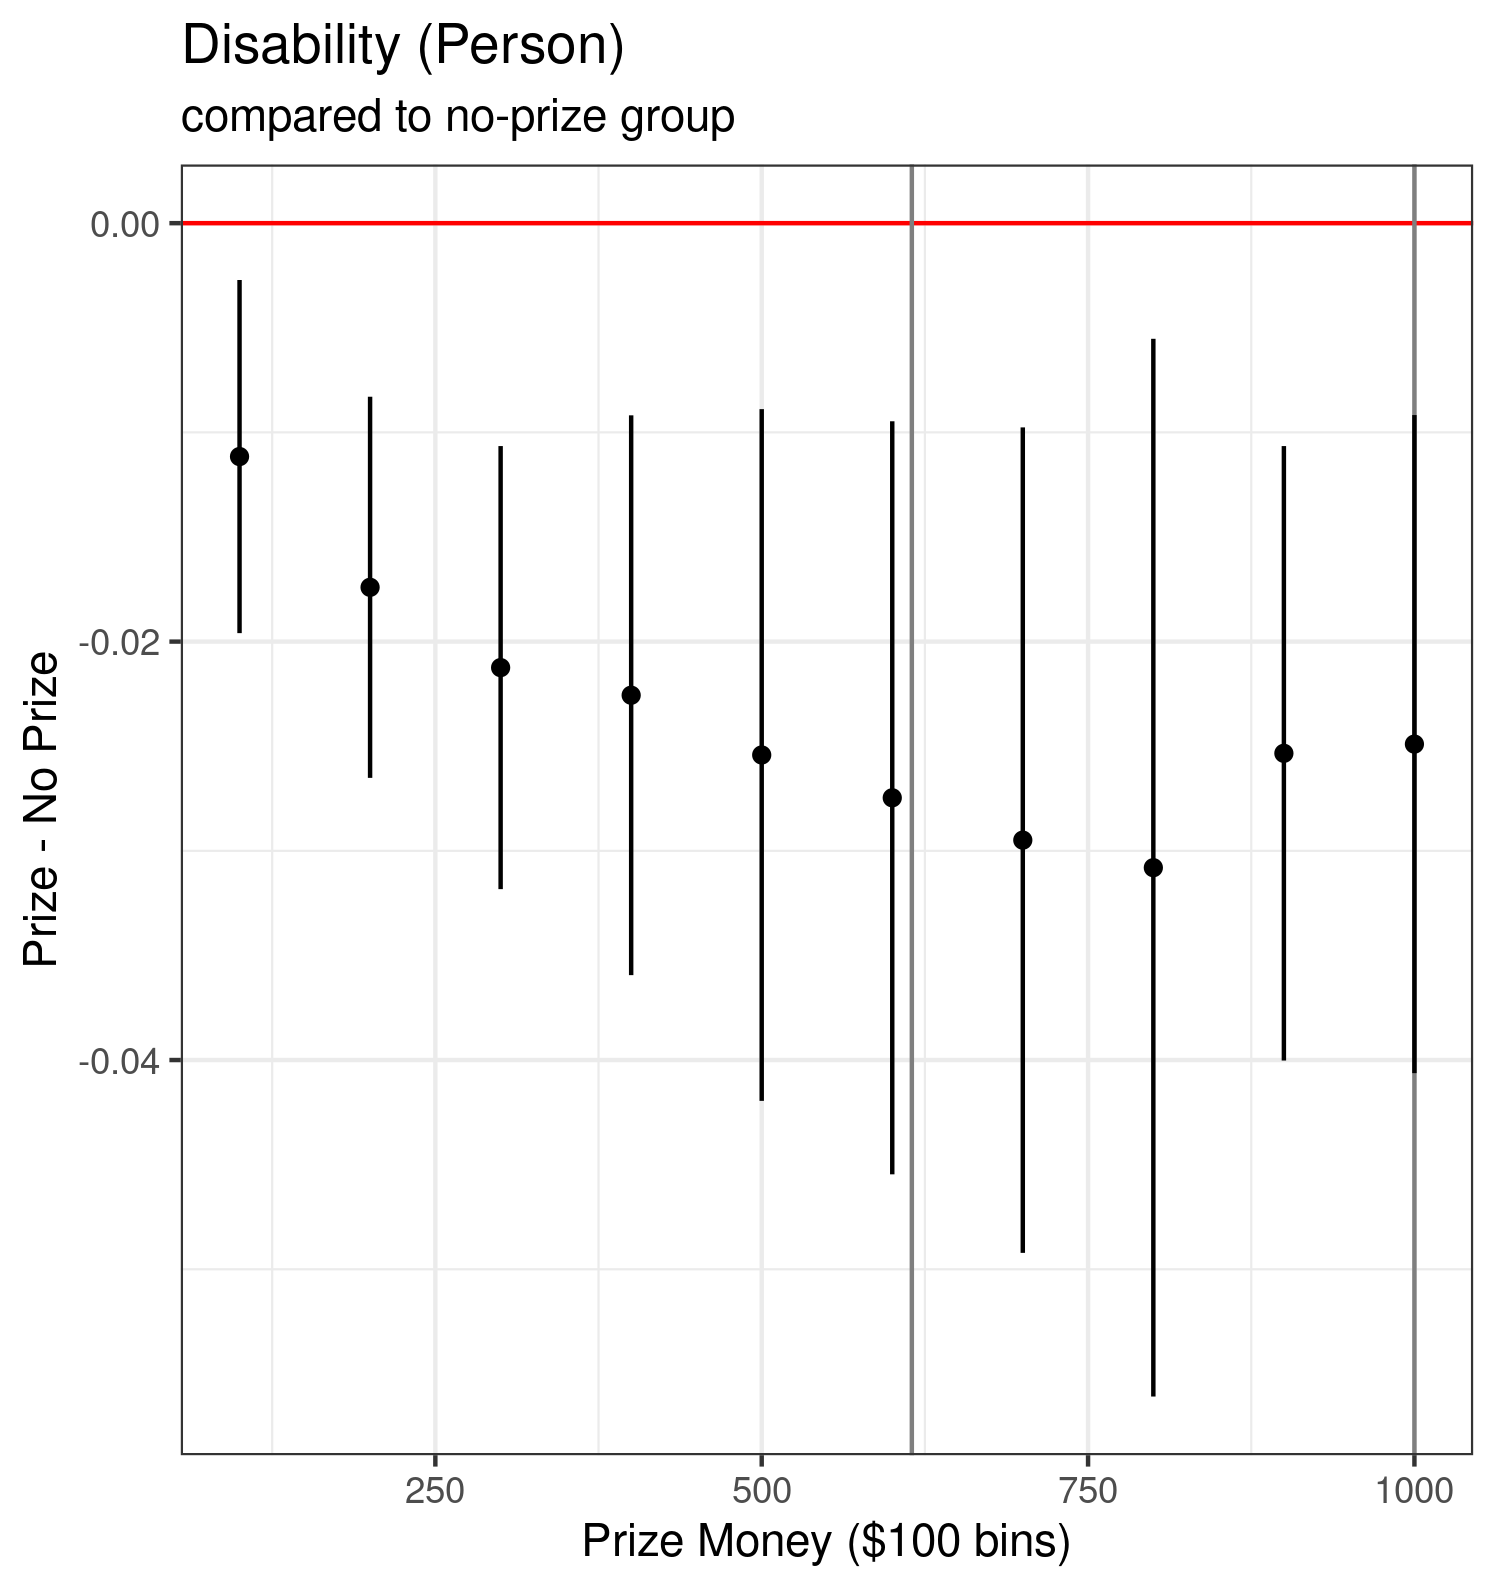 Disability (Person)
compared to no-prize group
Prize - No Prize
0.00
-0.02
-0.04
250
500
750
1000
Prize Money ($100 bins)